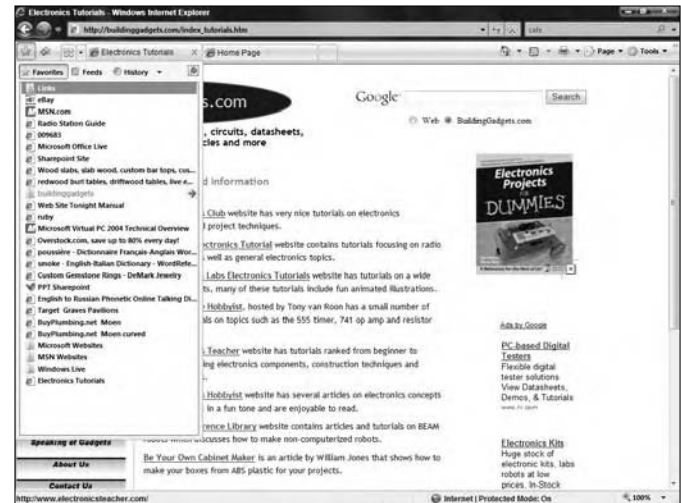 Electronics Tutorials - Windows Internet Explorer
http://buildinggadgets.com/index_tutorials.htm
cafe
Electronics Tutorials
Home Page
Page
Tools
Favorites
Feeds
History
Links
eBay
MSN.com
Radio Station Guide
009683
Microsoft Office Live
Sharepoint Site
Wood slabs, slab wood, custom bar tops, cus...
redwood burl tables, driftwood tables, live e...
buildinggadgets
Web Site Tonight Manual
ruby
Microsoft Virtual PC 2004 Technical Overview
Overstock.com, save up to 80% every day!
poussière - Dictionnaire Français-Anglais Wor...
smoke - English-Italian Dictionary - WordRefe...
Custom Gemstone Rings - DeMark Jewelry
PPT Sharepoint
English to Russian Phonetic Online Talking Di...
Target Graves Pavilions
BuyPlumbing.net Moen
BuyPlumbing.net Moen curved
Microsoft Websites
MSN Websites
Windows Live
Electronics Tutorials
s.com
, circuits, datasheets,
cles and more
Google
Search
Web
BuildingGadgets.com
d information
s Club website has very nice tutorials on electronics
l project techniques.
ectronics Tutorial website contains tutorials focusing on radio
well as general electronics topics.
Labs Electronics Tutorials website has tutorials on a wide
ts, many of these tutorials include fun animated illustrations.
Hobbyist, hosted by Tony van Roon has a small number of
ls on topics such as the 555 timer, 741 op amp and resistor
s Teacher website has tutorials ranked from beginner to
ing electronics components, construction techniques and
Hobbyist website has several articles on electronics concepts
in a fun tone and are enjoyable to read.
rence Library website contains articles and tutorials on BEAM
robots which discusses how to make non-computerized robots.
Be Your Own Cabinet Maker is an article by William Jones that shows how to
make your boxes from ABS plastic for your projects.
Electronics
Projects
FOR
DUMMIES
Ads by Google
PC-based Digital
Testers
Flexible digital
tester solutions
View Datasheets,
Demos, & Tutorials
Electronics Kits
Huge stock of
electronic kits, labs
robots at low
prices. In-Stock
Speaking of Gadgets
About Us
Contact Us
http://www.electronicsteacher.com/
Internet | Protected Mode: On
100%